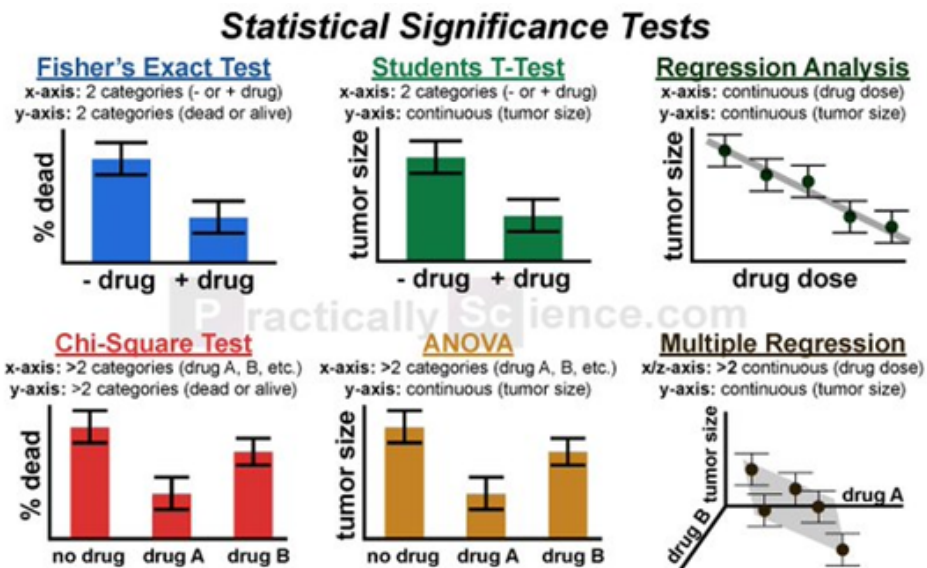 Statistical Significance Tests
Fisher's Exact Test
x-axis: 2 categories (- or + drug)
y-axis: 2 categories (dead or alive)
% dead
- drug + drug
Students T-Test
x-axis: 2 categories (- or + drug)
y-axis: continuous (tumor size)
tumor size
- drug + drug
Regression Analysis
x-axis: continuous (drug dose)
y-axis: continuous (tumor size)
tumor size
drug dose
Practically Science.com
Chi-Square Test
x-axis: >2 categories (drug A, B, etc.)
y-axis: >2 categories (dead or alive)
% dead
no drug drug A drug B
ANOVA
x-axis: >2 categories (drug A, B, etc.)
y-axis: continuous (tumor size)
tumor size
no drug drug A drug B
Multiple Regression
x/z-axis: >2 continuous (drug dose)
y-axis: continuous (tumor size)
tumor size
drug A
drug B